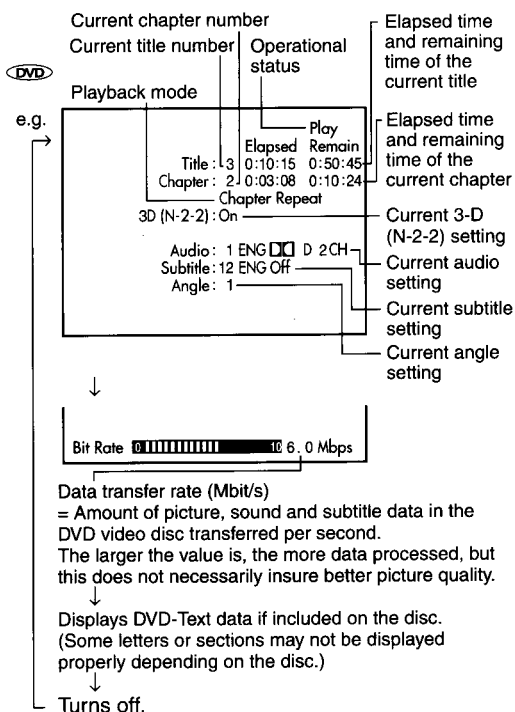 Current chapter number
Current title number
Operational
status
Elapsed time
and remaining
time of the
current title
DVD
Playback mode
e.g.
Play
Elapsed Remain
Title : 3 0:10:15 0:50:45
Chapter : 2 0:03:08 0:10:24
Chapter Repeat
3D (N-2-2) : On
Audio : 1 ENG D 2CH
Subtitle : 12 ENG Off
Angle : 1
Elapsed time
and remaining
time of the
current chapter
Current 3-D
(N-2-2) setting
Current audio
setting
Current subtitle
setting
Current angle
setting
Bit Rate 0 10 6.0 Mbps
Data transfer rate (Mbit/s)
= Amount of picture, sound and subtitle data in the
DVD video disc transferred per second.
The larger the value is, the more data processed, but
this does not necessarily insure better picture quality.
Displays DVD-Text data if included on the disc.
(Some letters or sections may not be displayed
properly depending on the disc.)
Turns off.